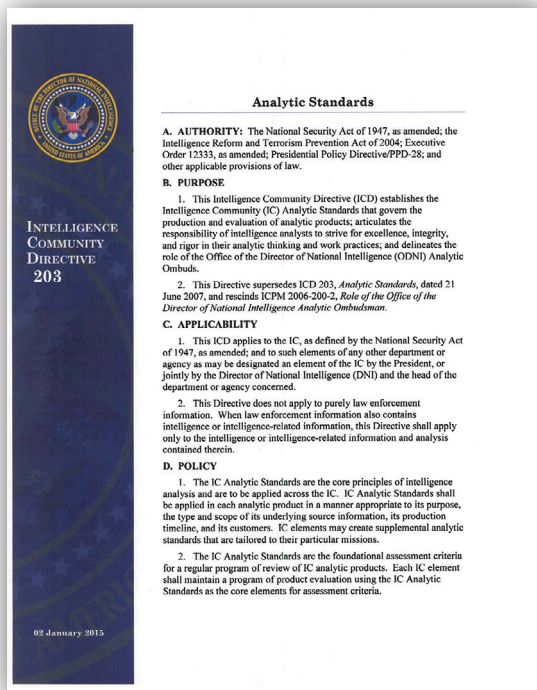 OFFICE OF THE DIRECTOR OF NATIONAL INTELLIGENCE
UNITED STATES OF AMERICA
INTELLIGENCE
COMMUNITY
DIRECTIVE
203
02 January 2015
Analytic Standards
A. AUTHORITY: The National Security Act of 1947, as amended; the
Intelligence Reform and Terrorism Prevention Act of 2004; Executive
Order 12333, as amended; Presidential Policy Directive/PPD-28; and
other applicable provisions of law.
B. PURPOSE
1. This Intelligence Community Directive (ICD) establishes the
Intelligence Community (IC) Analytic Standards that govern the
production and evaluation of analytic products; articulates the
responsibility of intelligence analysts to strive for excellence, integrity,
and rigor in their analytic thinking and work practices; and delineates the
role of the Office of the Director of National Intelligence (ODNI) Analytic
Ombuds.
2. This Directive supersedes ICD 203, Analytic Standards, dated 21
June 2007, and rescinds ICPM 2006-200-2, Role of the Office of the
Director of National Intelligence Analytic Ombudsman.
C. APPLICABILITY
1. This ICD applies to the IC, as defined by the National Security Act
of 1947, as amended; and to such elements of any other department or
agency as may be designated an element of the IC by the President, or
jointly by the Director of National Intelligence (DNI) and the head of the
department or agency concerned.
2. This Directive does not apply to purely law enforcement
information. When law enforcement information also contains
intelligence or intelligence-related information, this Directive shall apply
only to the intelligence or intelligence-related information and analysis
contained therein.
D. POLICY
1. The IC Analytic Standards are the core principles of intelligence
analysis and are to be applied across the IC. IC Analytic Standards shall
be applied in each analytic product in a manner appropriate to its purpose,
the type and scope of its underlying source information, its production
timeline, and its customers. IC elements may create supplemental analytic
standards that are tailored to their particular missions.
2. The IC Analytic Standards are the foundational assessment criteria
for a regular program of review of IC analytic products. Each IC element
shall maintain a program of product evaluation using the IC Analytic
Standards as the core elements for assessment criteria.